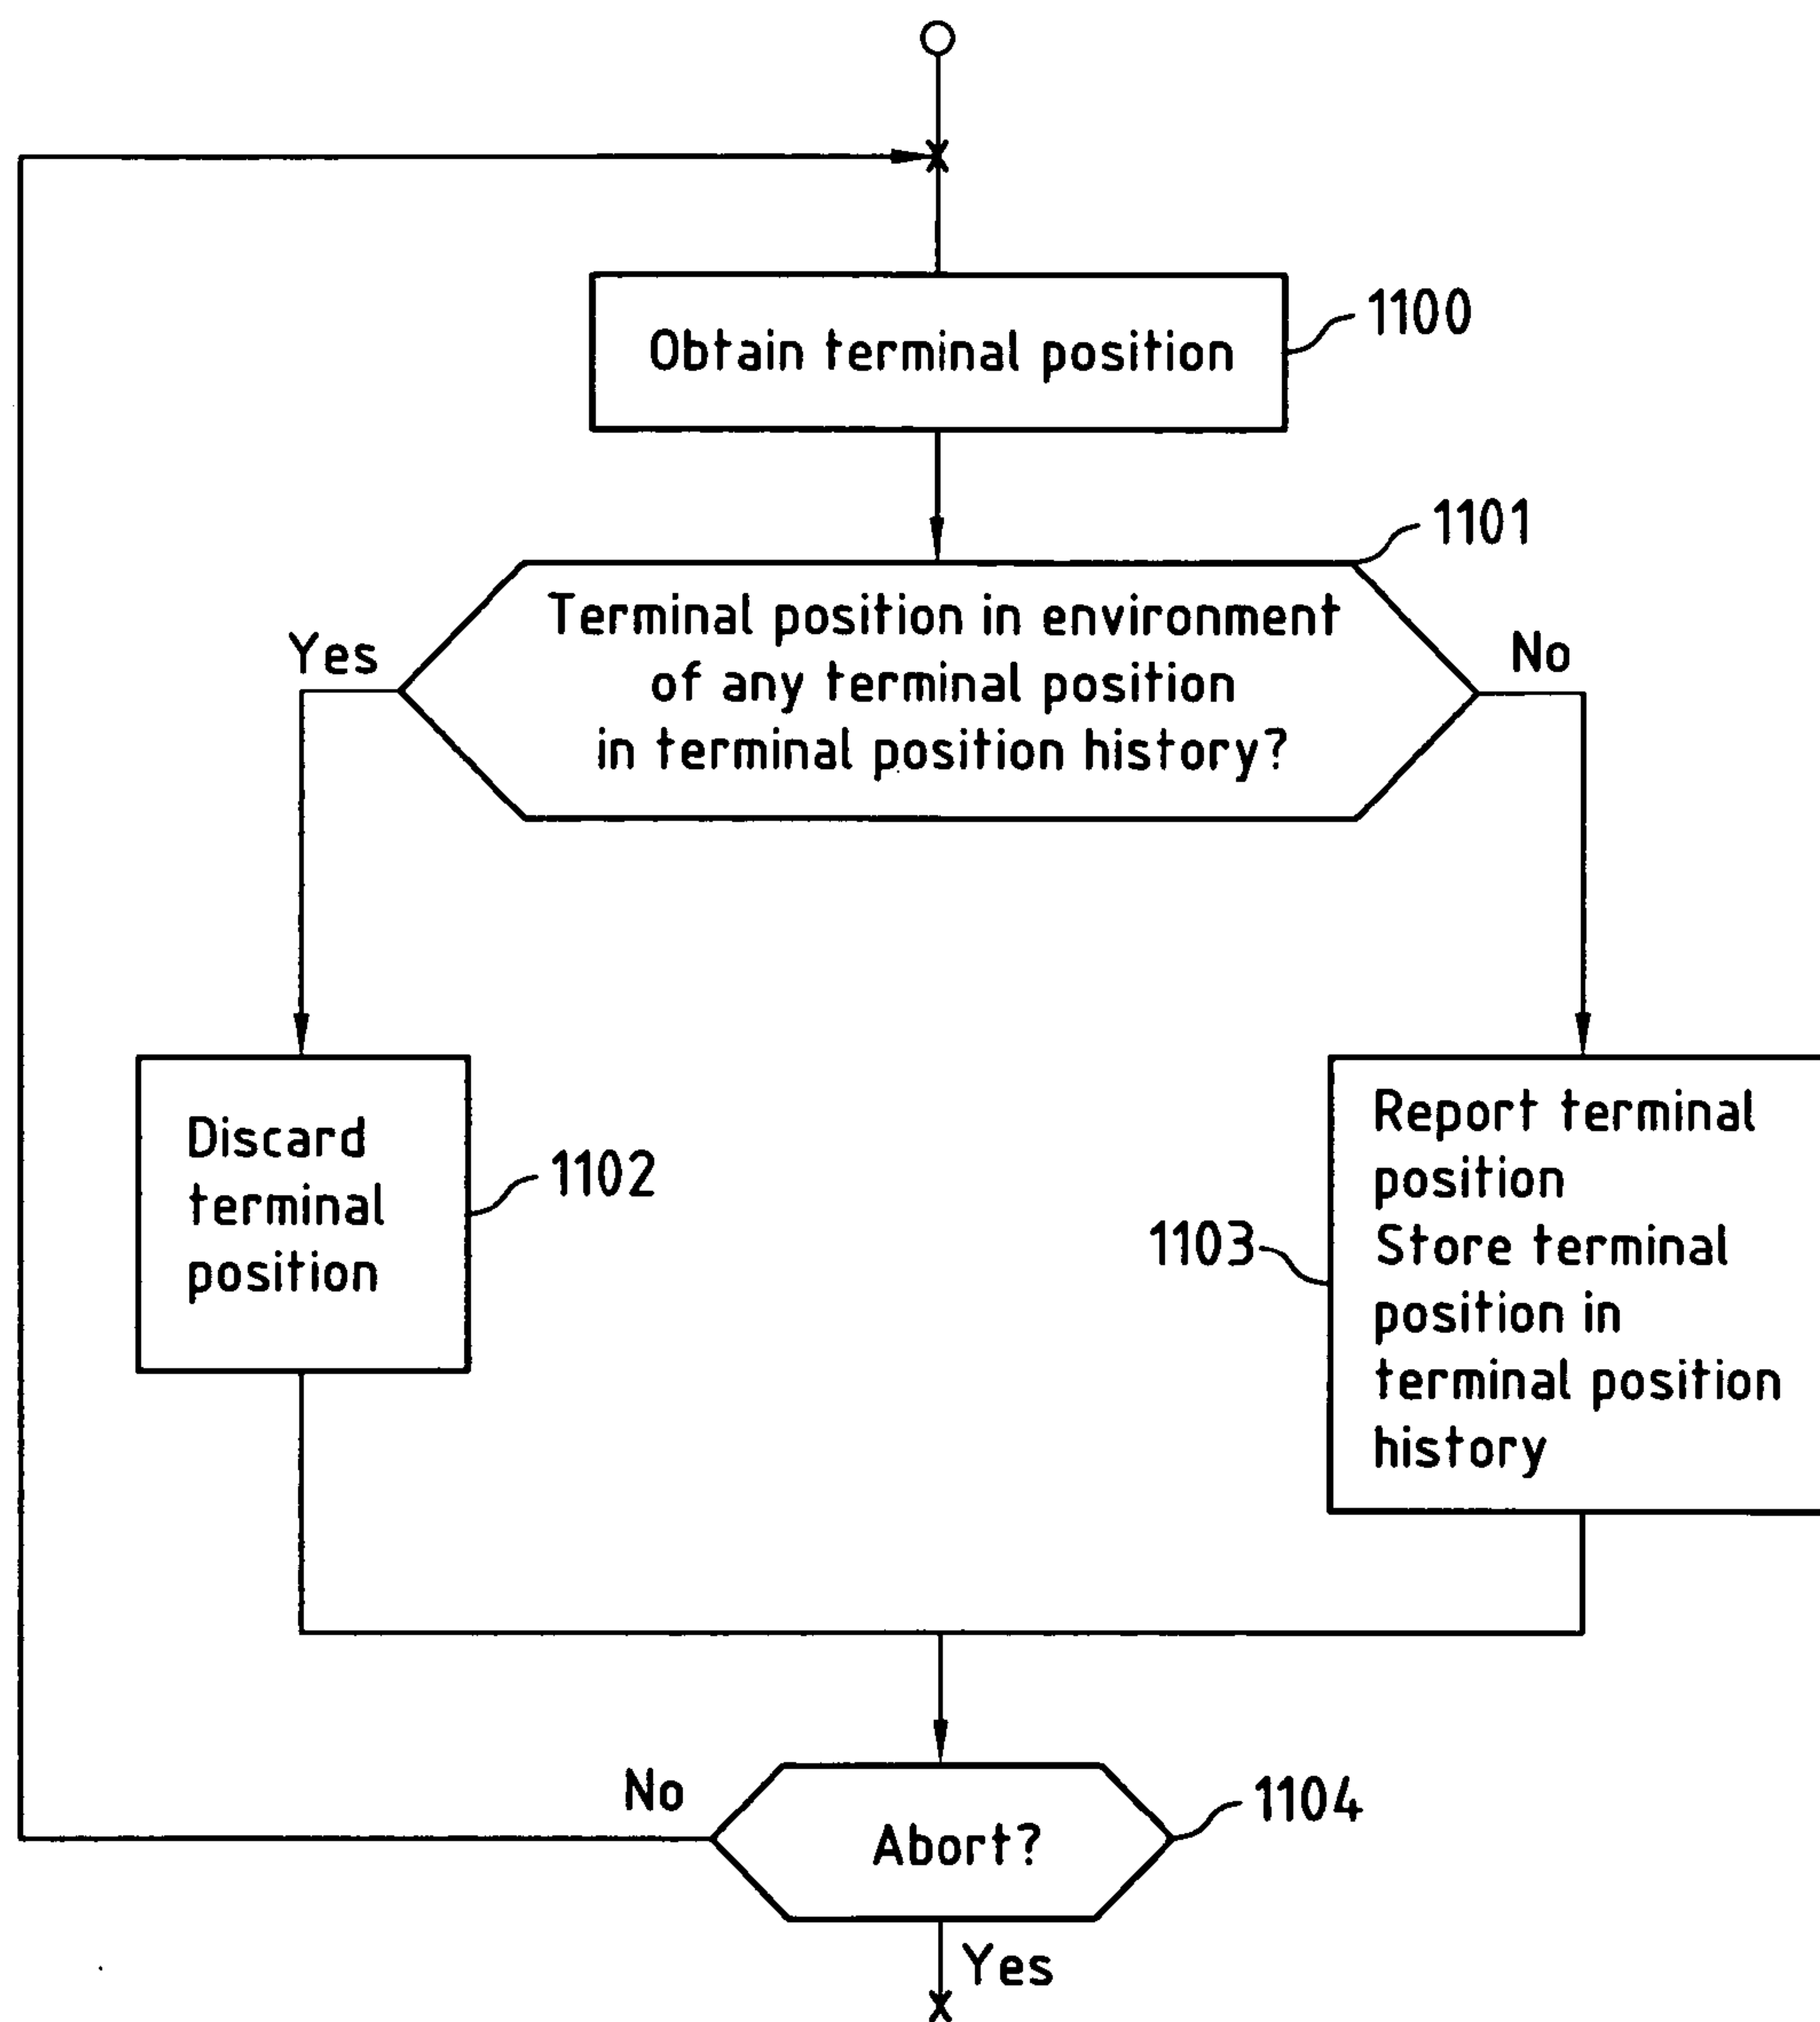 Obtain terminal position
1100
1101
Terminal position in environment
of any terminal position
in terminal position history?
Yes
No
Discard
terminal
position
1102
1103
Report terminal
position
Store terminal
position in
terminal position
history
No
Abort?
1104
Yes